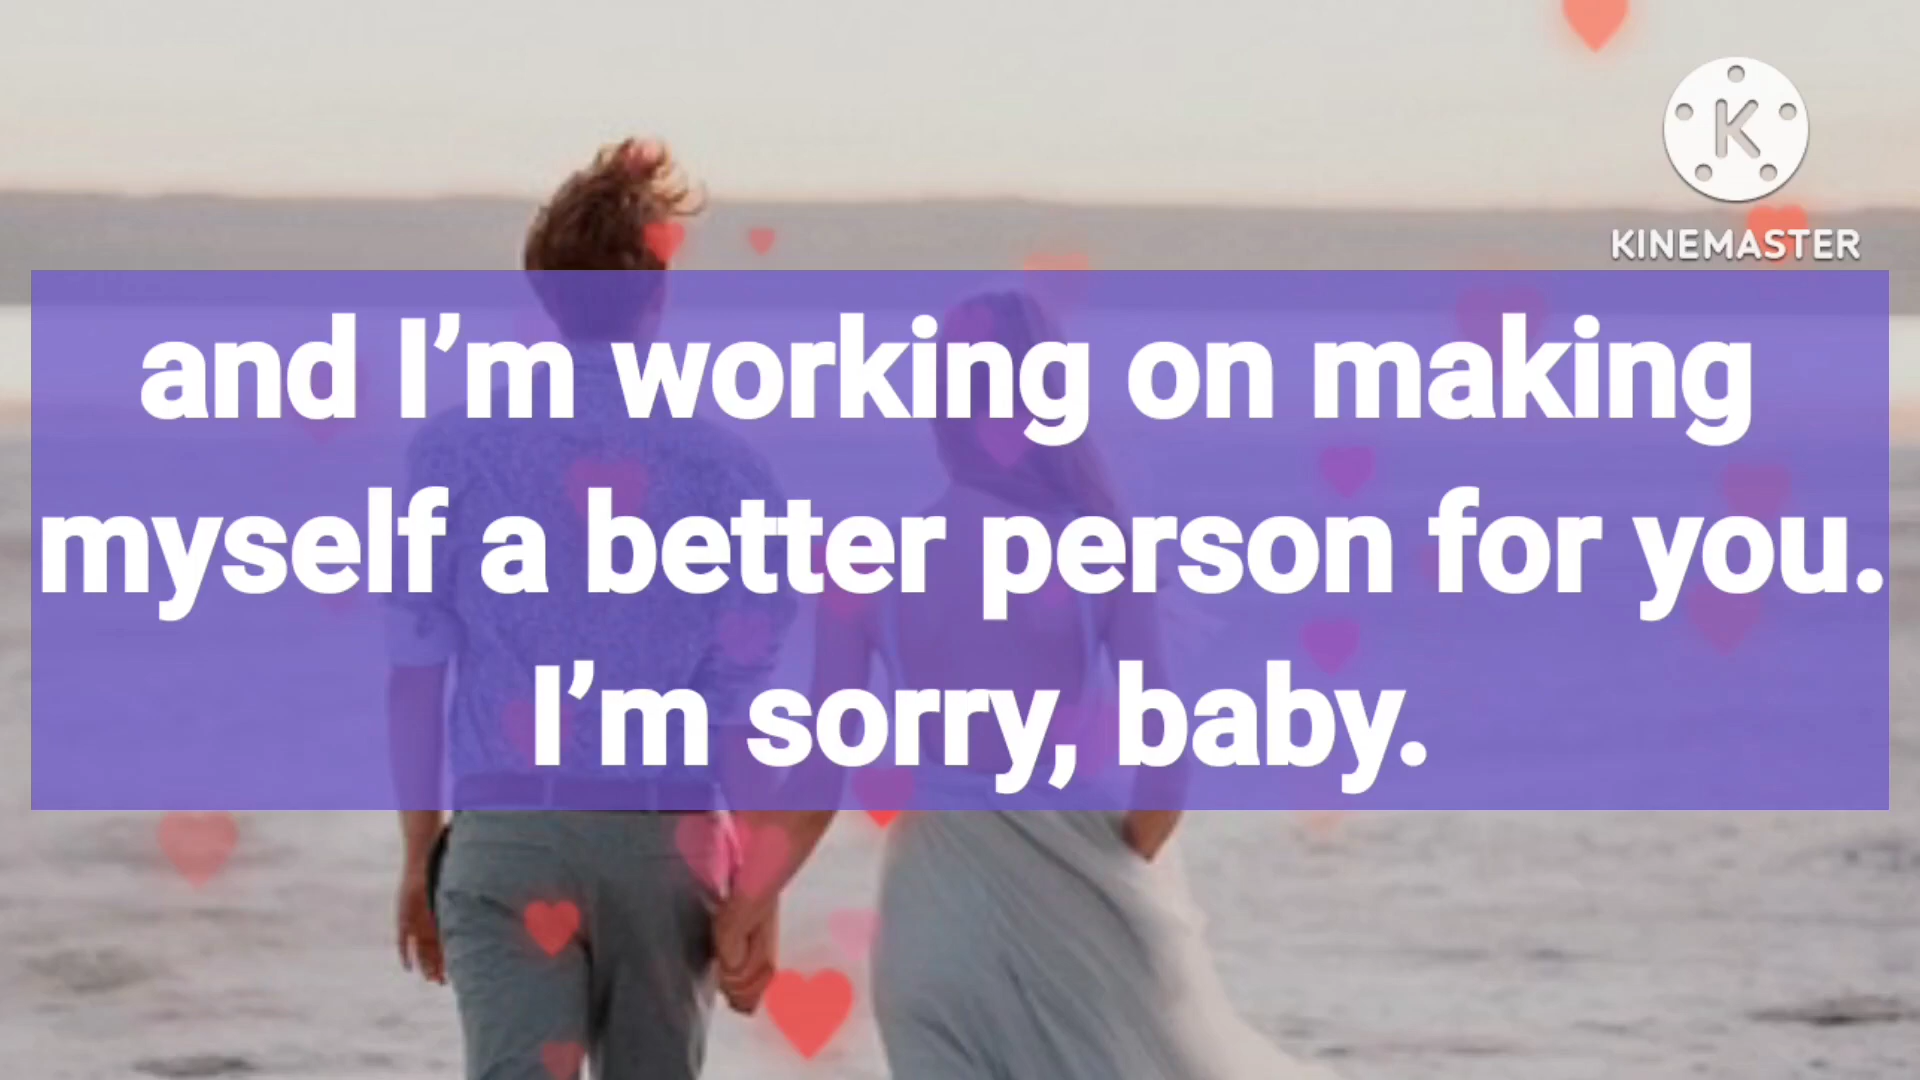 K
KINEMASTER
and I’m working on making
myself a better person for you.
I’m sorry, baby.